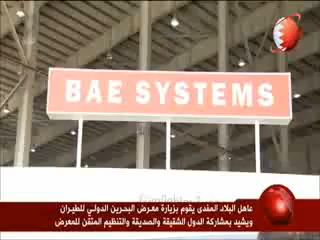 BAE SYSTEMS
عاهل البلاد المفدى يقوم بزيارة معرض البحرين الدولي للطيران
ويشيد بمشاركة الدول الشقيقة والصديقة والتنظيم المتقن للمعرض